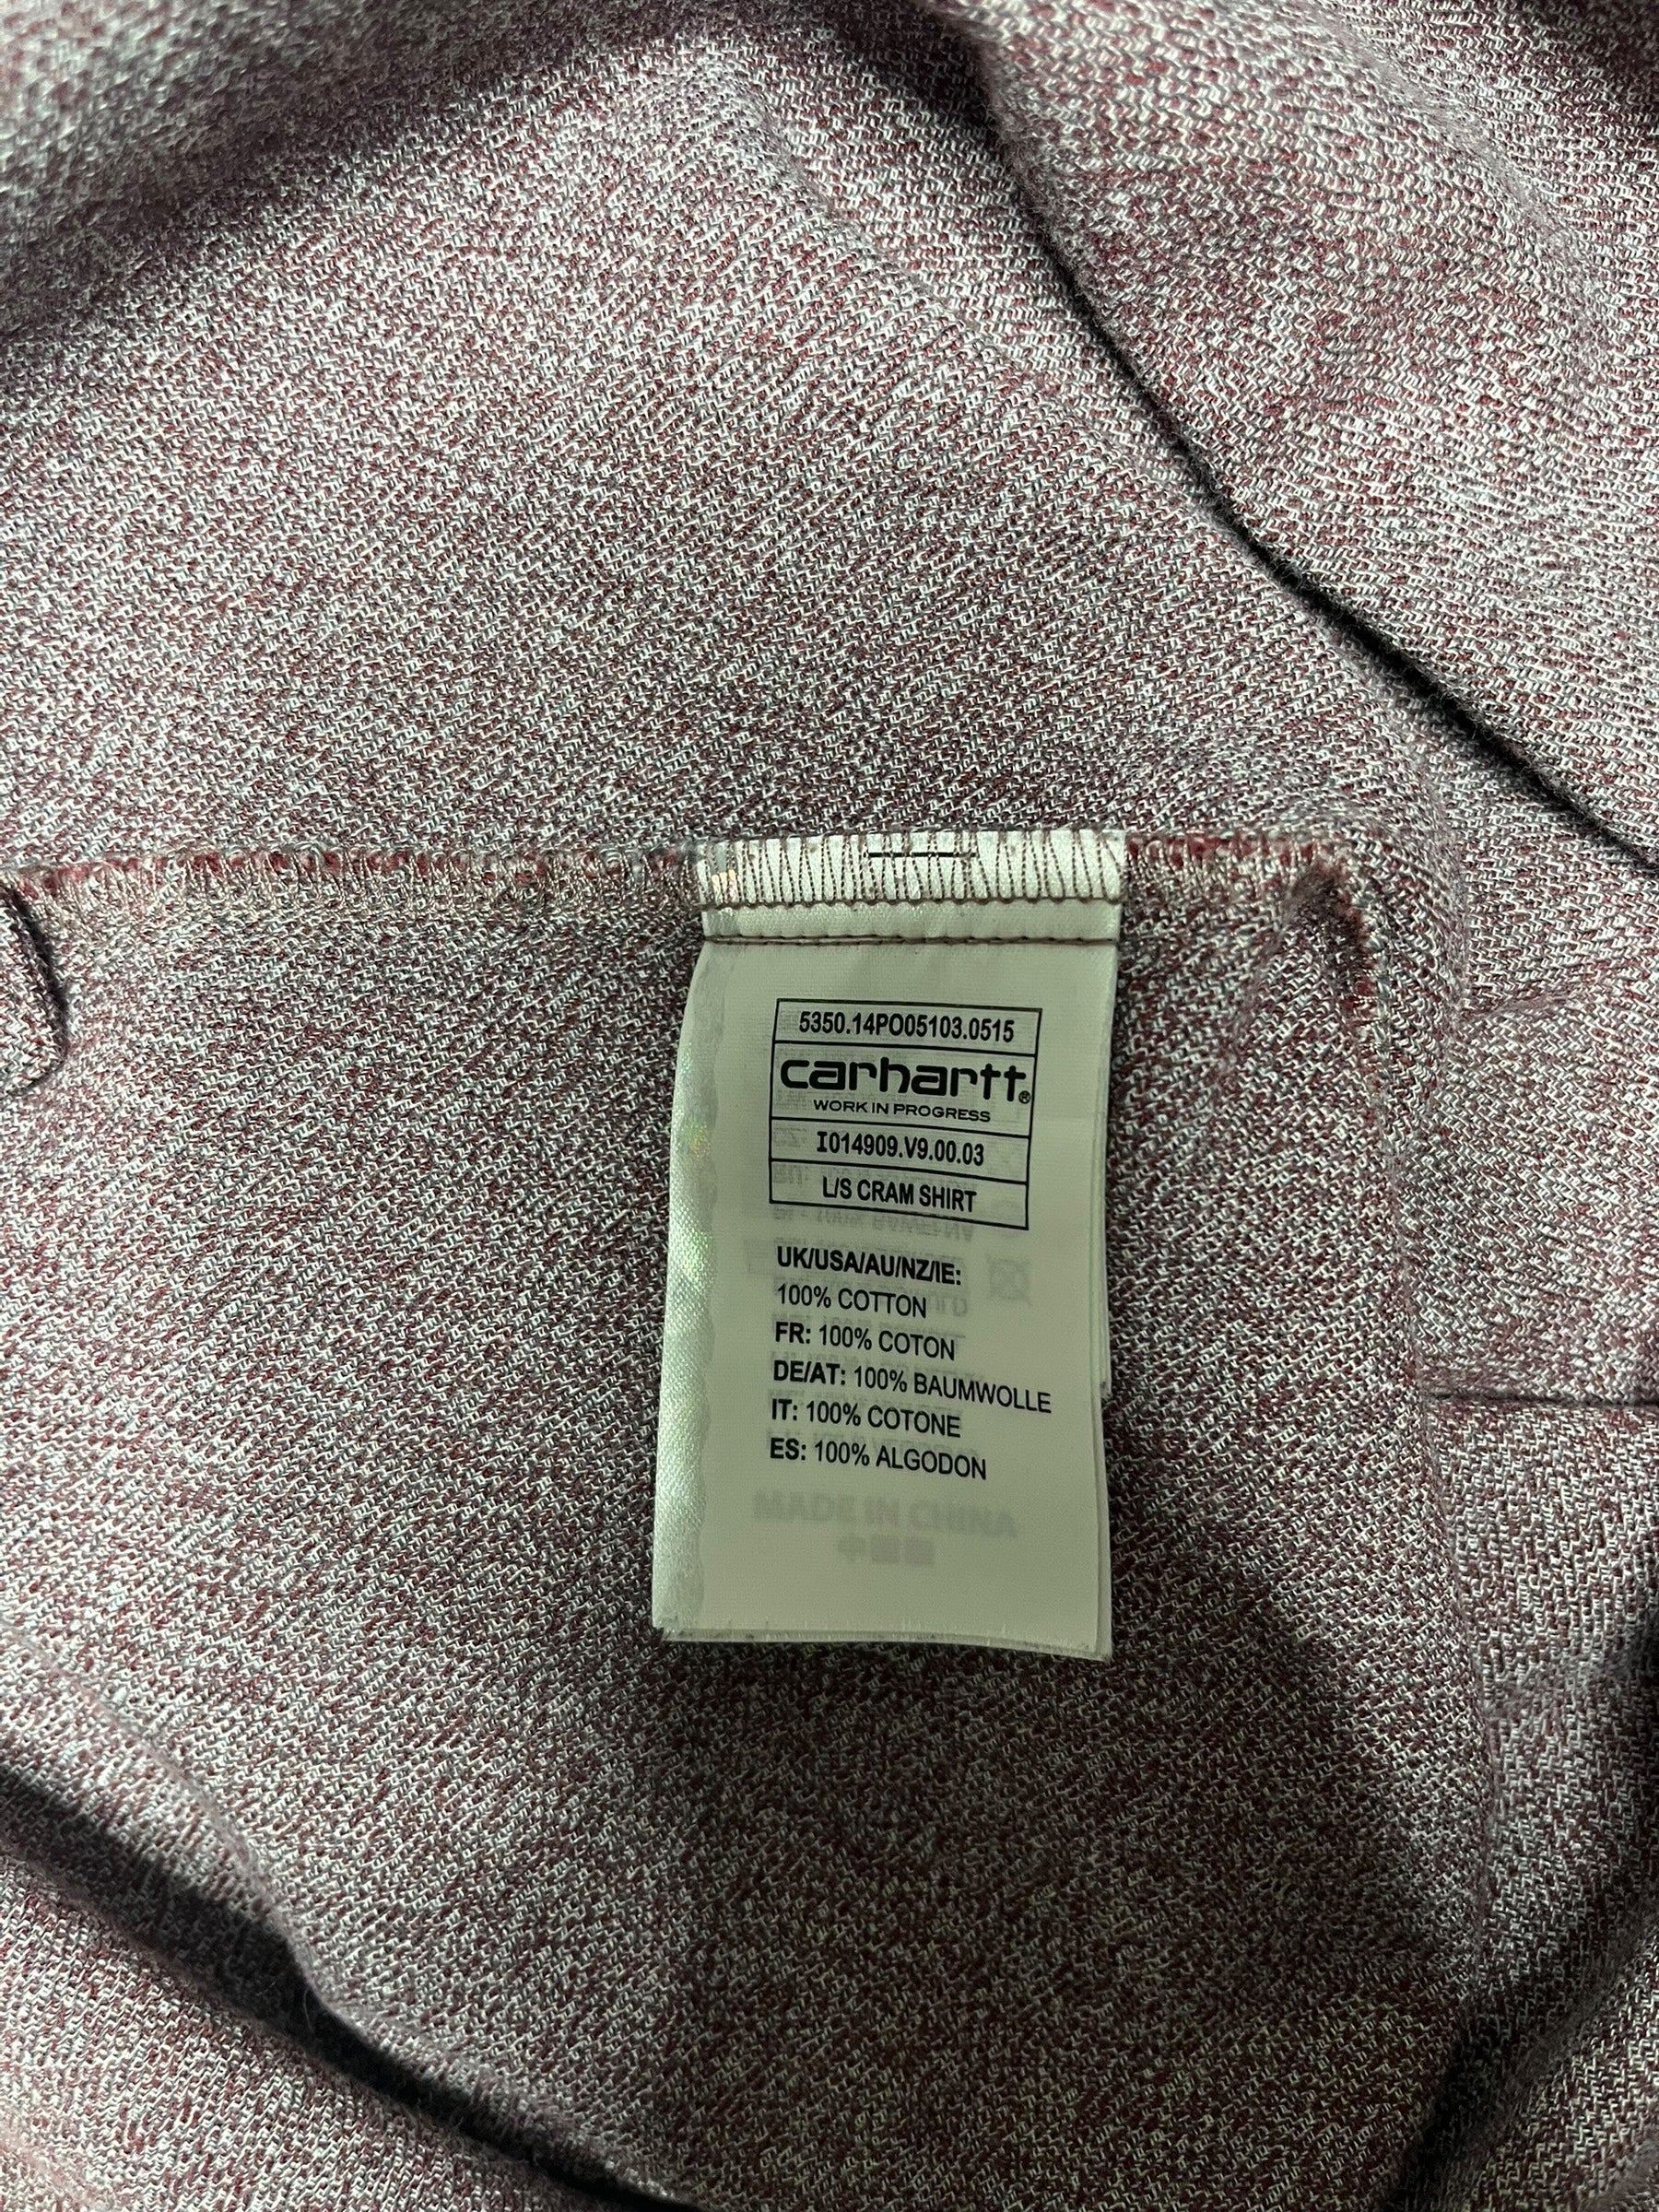 5350.14PO05103.0515
carhartt®
WORK IN PROGRESS
I014909.V9.00.03
L/S CRAM SHIRT
UK/USA/AU/NZ/IE:
100% COTTON
FR: 100% COTON
DE/AT: 100% BAUMWOLLE
IT: 100% COTONE
ES: 100% ALGODON
MADE IN CHINA